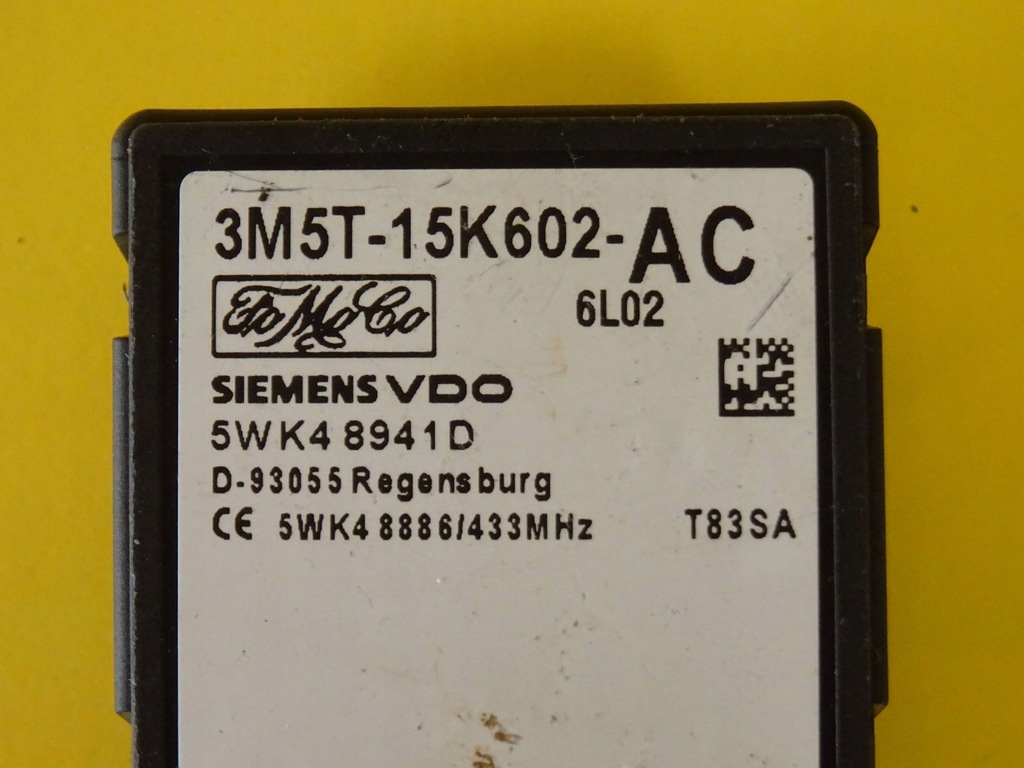 3M5T-15K602-AC
FoMoCo
6L02
SIEMENS VDO
5WK4 8941D
D-93055 Regensburg
CE 5WK4 8886/433MHz T83SA